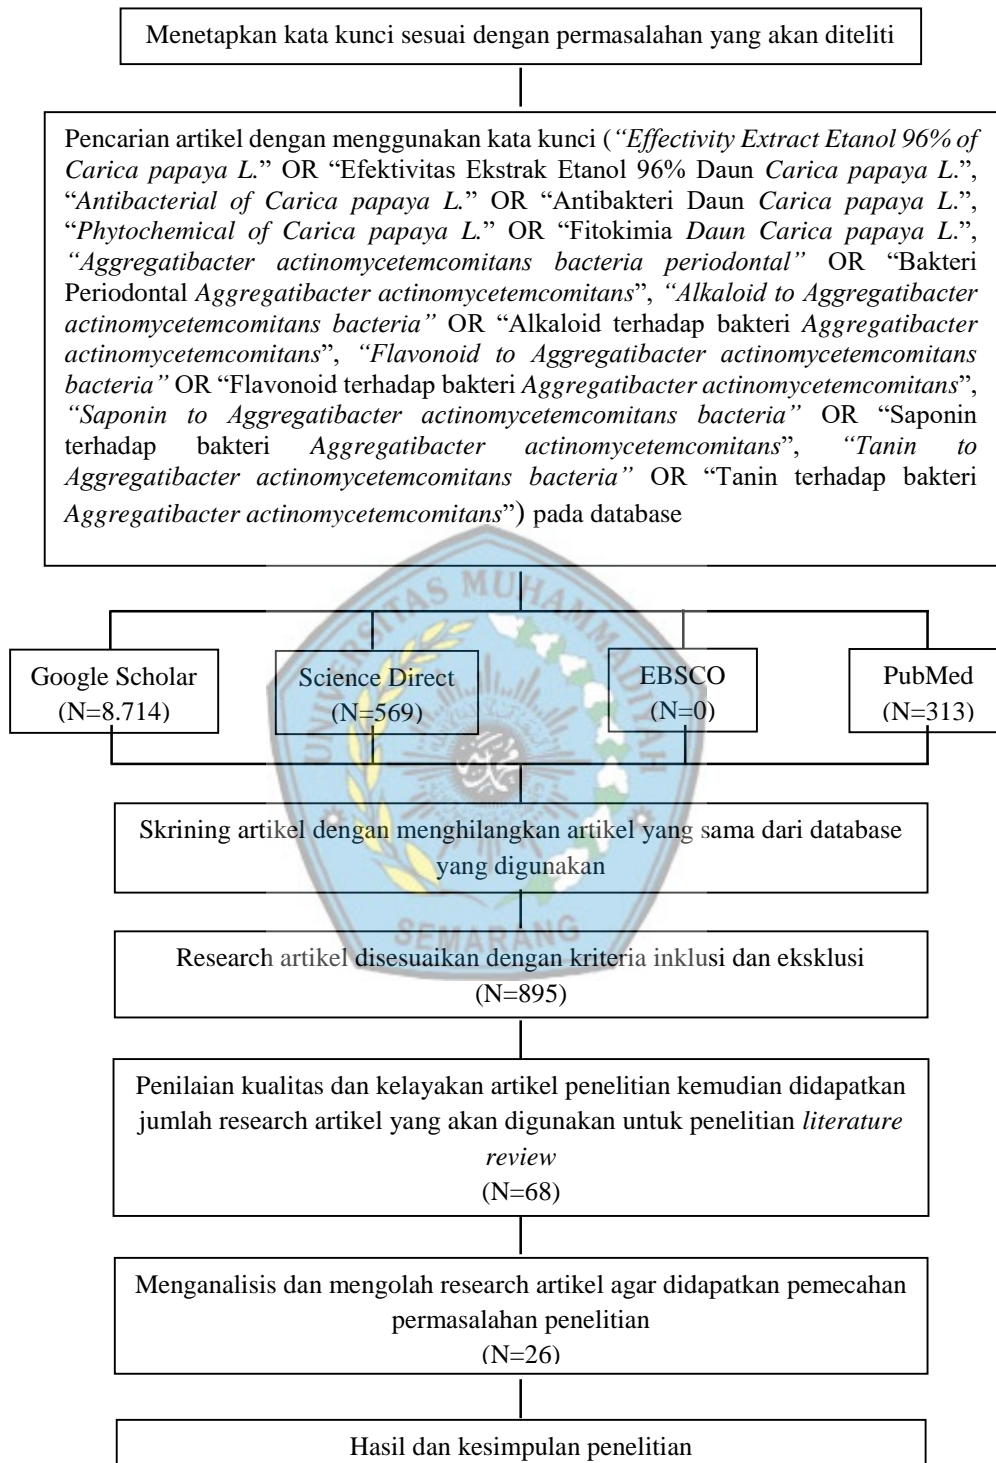 Menetapkan kata kunci sesuai dengan permasalahan yang akan diteliti
Pencarian artikel dengan menggunakan kata kunci (“Effectivity Extract Etanol 96% of
Carica papaya L.” OR “Efektivitas Ekstrak Etanol 96% Daun Carica papaya L.”,
“Antibacterial of Carica papaya L.” OR “Antibakteri Daun Carica papaya L.”,
“Phytochemical of Carica papaya L.” OR “Fitokimia Daun Carica papaya L.”,
“Aggregatibacter actinomycetemcomitans bacteria periodontal” OR “Bakteri
Periodontal Aggregatibacter actinomycetemcomitans”, “Alkaloid to Aggregatibacter
actinomycetemcomitans bacteria” OR “Alkaloid terhadap bakteri Aggregatibacter
actinomycetemcomitans”, “Flavonoid to Aggregatibacter actinomycetemcomitans
bacteria” OR “Flavonoid terhadap bakteri Aggregatibacter actinomycetemcomitans”,
“Saponin to Aggregatibacter actinomycetemcomitans bacteria” OR “Saponin
terhadap bakteri Aggregatibacter actinomycetemcomitans”, “Tanin to
Aggregatibacter actinomycetemcomitans bacteria” OR “Tanin terhadap bakteri
Aggregatibacter actinomycetemcomitans”) pada database
UNIVERSITAS MUHAMMADIYAH
SEMARANG
Google Scholar
(N=8.714)
Science Direct
(N=569)
EBSCO
(N=0)
PubMed
(N=313)
Skrining artikel dengan menghilangkan artikel yang sama dari database
yang digunakan
Research artikel disesuaikan dengan kriteria inklusi dan eksklusi
(N=895)
Penilaian kualitas dan kelayakan artikel penelitian kemudian didapatkan
jumlah research artikel yang akan digunakan untuk penelitian literature
review
(N=68)
Menganalisis dan mengolah research artikel agar didapatkan pemecahan
permasalahan penelitian
(N=26)
Hasil dan kesimpulan penelitian